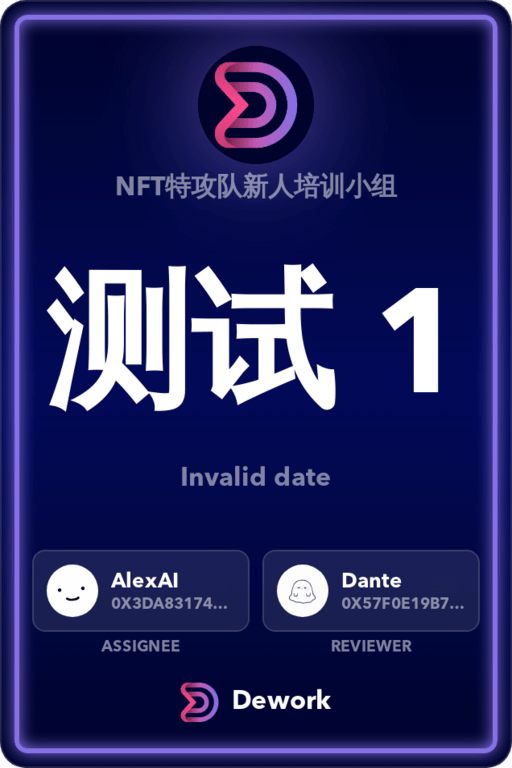 NFT特攻队新人培训小组
测试 1
Invalid date
AlexAI
0X3DA83174...
ASSIGNEE
Dante
0X57F0E19B7...
REVIEWER
Dework